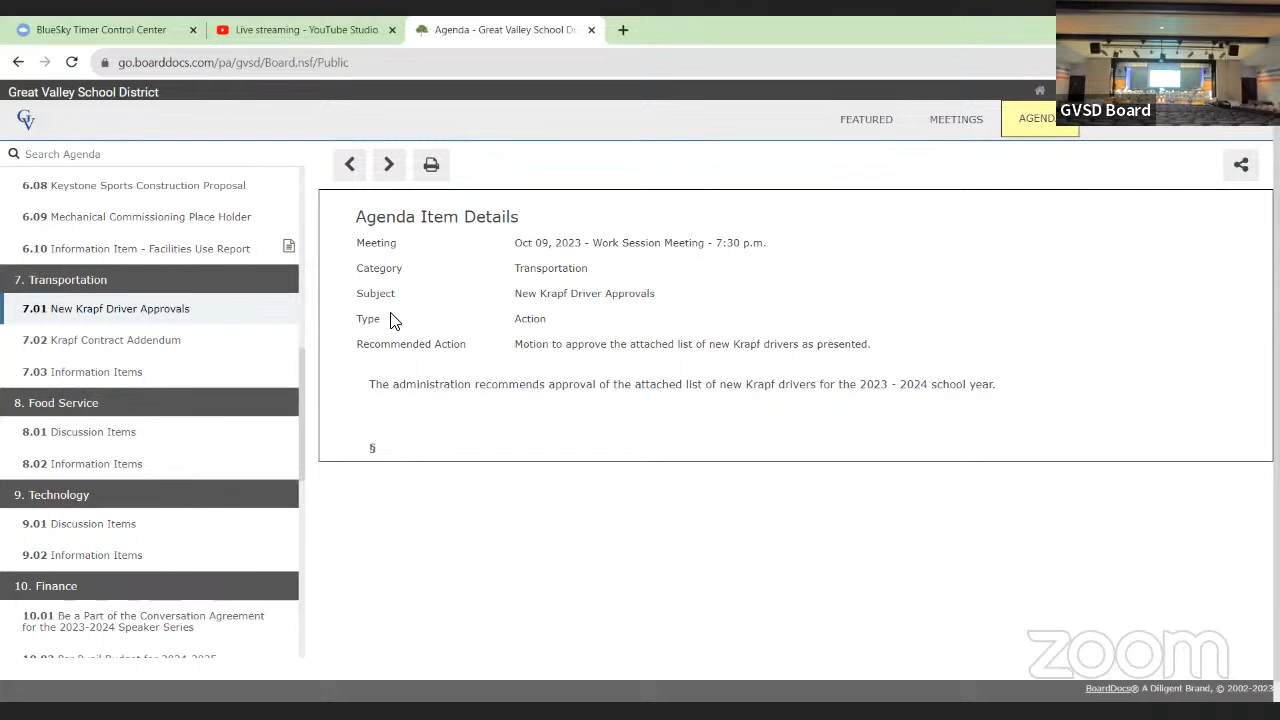 BlueSky Timer Control Center
Live streaming - YouTube Studio
Agenda - Great Valley School Di
go.boarddocs.com/pa/gvsd/Board.nsf/Public
GVSD Board
Great Valley School District
GV
FEATURED
MEETINGS
AGENDA
Search Agenda
6.08 Keystone Sports Construction Proposal
6.09 Mechanical Commissioning Place Holder
6.10 Information Item - Facilities Use Report
7. Transportation
7.01 New Krapf Driver Approvals
7.02 Krapf Contract Addendum
7.03 Information Items
8. Food Service
8.01 Discussion Items
8.02 Information Items
9. Technology
9.01 Discussion Items
9.02 Information Items
10. Finance
10.01 Be a Part of the Conversation Agreement
for the 2023-2024 Speaker Series
Agenda Item Details
Meeting Oct 09, 2023 - Work Session Meeting - 7:30 p.m.
Category Transportation
Subject New Krapf Driver Approvals
Type Action
Recommended Action Motion to approve the attached list of new Krapf drivers as presented.
The administration recommends approval of the attached list of new Krapf drivers for the 2023 - 2024 school year.
§
zoom
BoardDocs® A Diligent Brand, © 2002-2023